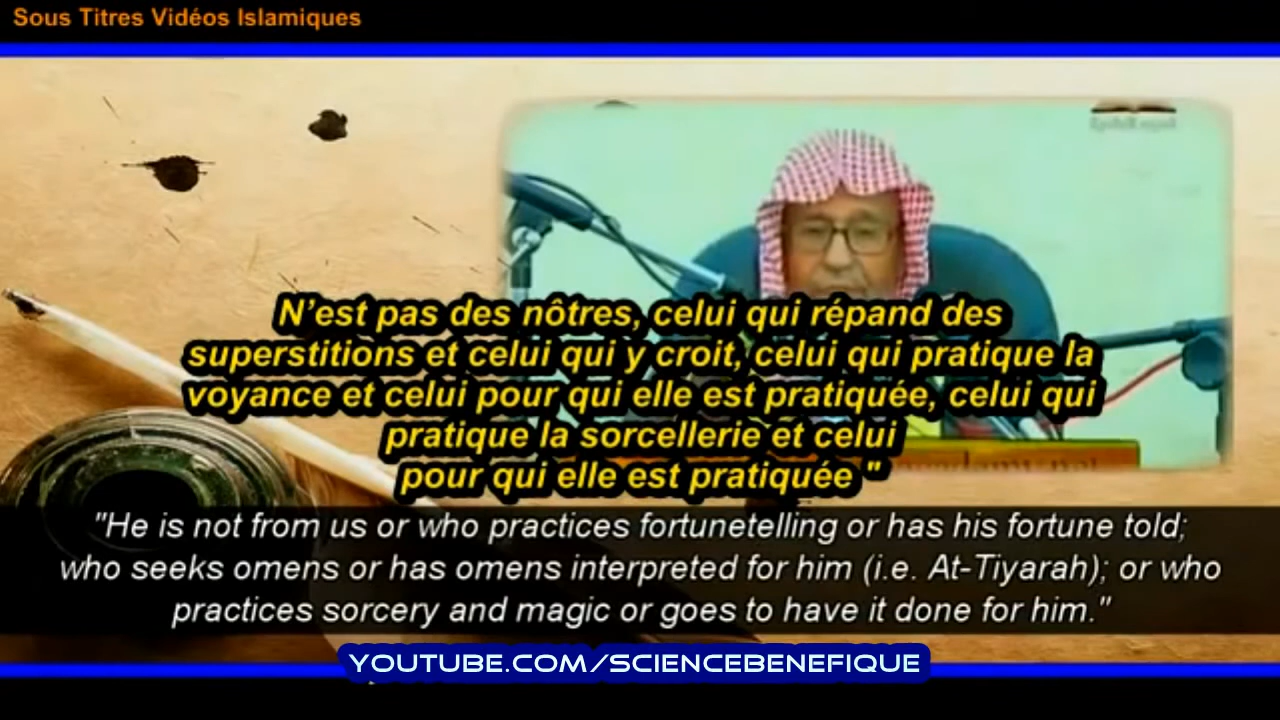 Sous Titres Vidéos Islamiques
N'est pas des nôtres, celui qui répand des
superstitions et celui qui y croit, celui qui pratique la
voyance et celui pour qui elle est pratiquée, celui qui
pratique la sorcellerie et celui
pour qui elle est pratiquée "
"He is not from us or who practices fortunetelling or has his fortune told;
who seeks omens or has omens interpreted for him (i.e. At-Tiyarah); or who
practices sorcery and magic or goes to have it done for him."
YOUTUBE.COM/SCIENCEBENEFIQUE